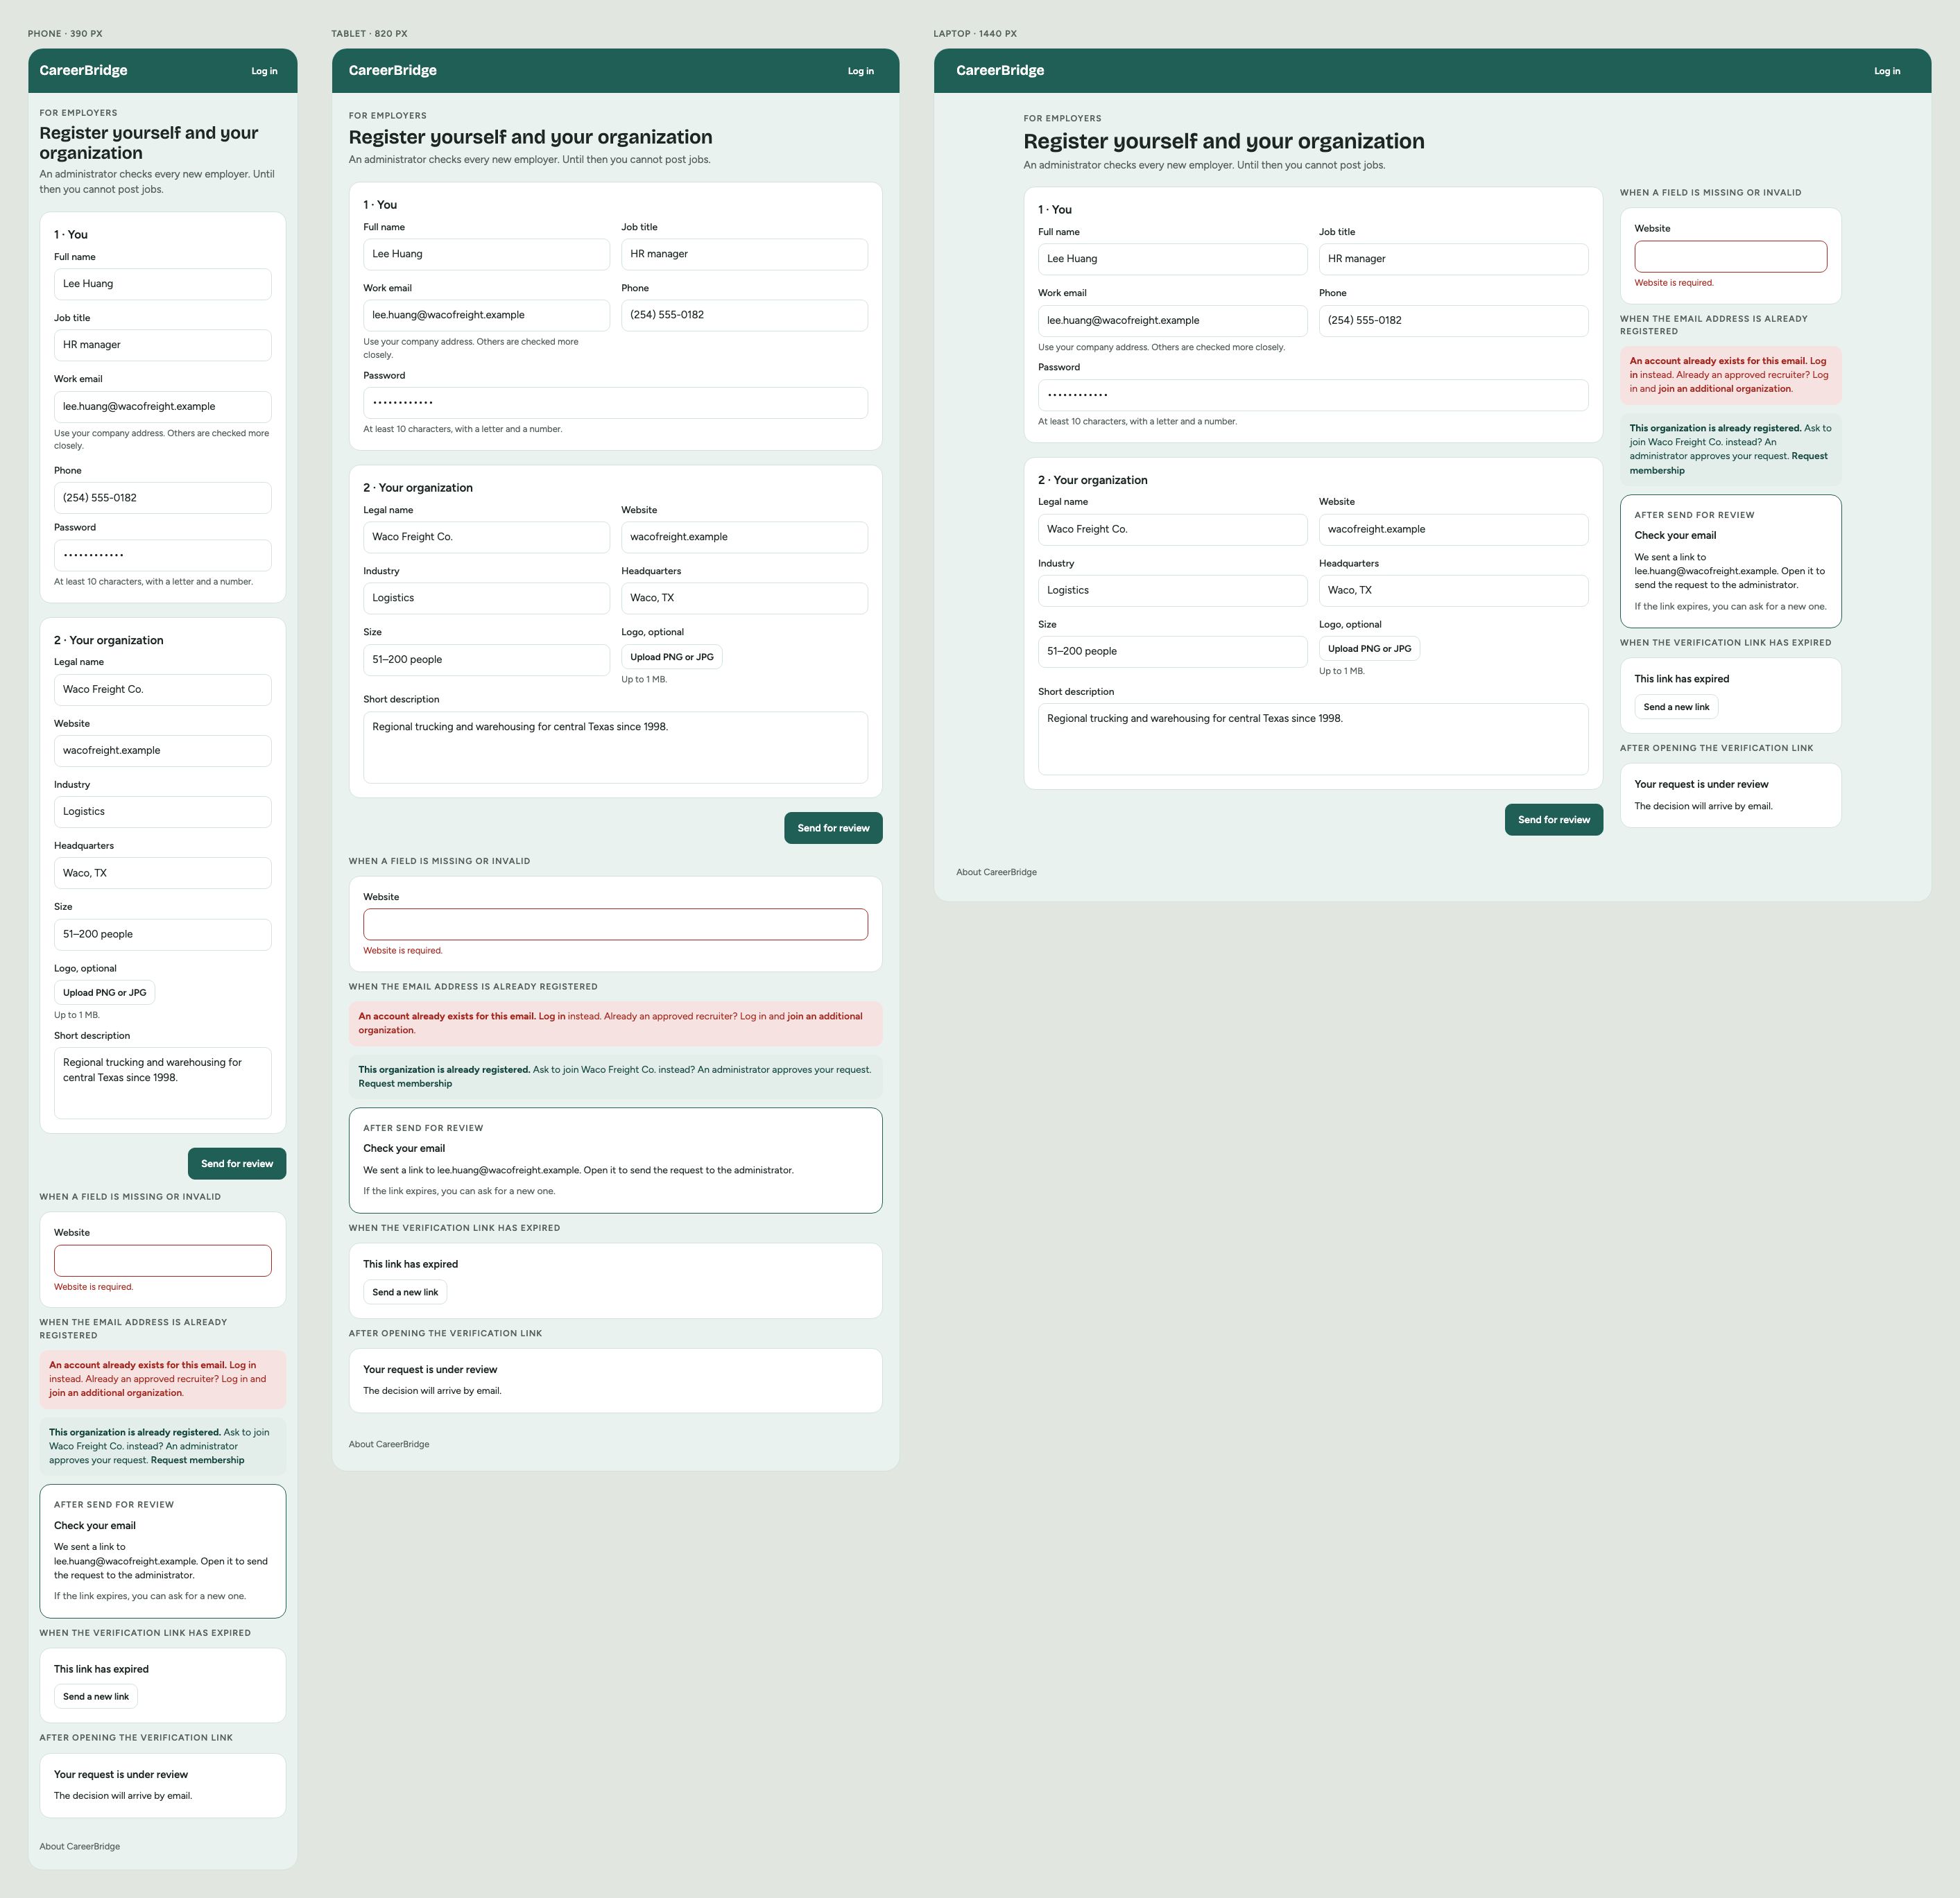 PHONE · 390 PX
CareerBridge
Log in
FOR EMPLOYERS
Register yourself and your
organization
An administrator checks every new employer. Until
then you cannot post jobs.
1 · You
Full name
Lee Huang
Job title
HR manager
Work email
lee.huang@wacofreight.example
Use your company address. Others are checked more
closely.
Phone
(254) 555-0182
Password
••••••••••••
At least 10 characters, with a letter and a number.
2 · Your organization
Legal name
Waco Freight Co.
Website
wacofreight.example
Industry
Logistics
Headquarters
Waco, TX
Size
51–200 people
Logo, optional
Upload PNG or JPG
Up to 1 MB.
Short description
Regional trucking and warehousing for
central Texas since 1998.
Send for review
WHEN A FIELD IS MISSING OR INVALID
Website
Website is required.
WHEN THE EMAIL ADDRESS IS ALREADY
REGISTERED
An account already exists for this email. Log in
instead. Already an approved recruiter? Log in and
join an additional organization.
This organization is already registered. Ask to join
Waco Freight Co. instead? An administrator
approves your request. Request membership
AFTER SEND FOR REVIEW
Check your email
We sent a link to
lee.huang@wacofreight.example. Open it to send
the request to the administrator.
If the link expires, you can ask for a new one.
WHEN THE VERIFICATION LINK HAS EXPIRED
This link has expired
Send a new link
AFTER OPENING THE VERIFICATION LINK
Your request is under review
The decision will arrive by email.
About CareerBridge
TABLET · 820 PX
CareerBridge
Log in
FOR EMPLOYERS
Register yourself and your organization
An administrator checks every new employer. Until then you cannot post jobs.
1 · You
Full name
Job title
Lee Huang
HR manager
Work email
Phone
lee.huang@wacofreight.example
(254) 555-0182
Use your company address. Others are checked more
closely.
Password
••••••••••••
At least 10 characters, with a letter and a number.
2 · Your organization
Legal name
Website
Waco Freight Co.
wacofreight.example
Industry
Headquarters
Logistics
Waco, TX
Size
Logo, optional
51–200 people
Upload PNG or JPG
Up to 1 MB.
Short description
Regional trucking and warehousing for central Texas since 1998.
Send for review
WHEN A FIELD IS MISSING OR INVALID
Website
Website is required.
WHEN THE EMAIL ADDRESS IS ALREADY REGISTERED
An account already exists for this email. Log in instead. Already an approved recruiter? Log in and join an additional
organization.
This organization is already registered. Ask to join Waco Freight Co. instead? An administrator approves your request.
Request membership
AFTER SEND FOR REVIEW
Check your email
We sent a link to lee.huang@wacofreight.example. Open it to send the request to the administrator.
If the link expires, you can ask for a new one.
WHEN THE VERIFICATION LINK HAS EXPIRED
This link has expired
Send a new link
AFTER OPENING THE VERIFICATION LINK
Your request is under review
The decision will arrive by email.
About CareerBridge
LAPTOP · 1440 PX
CareerBridge
Log in
FOR EMPLOYERS
Register yourself and your organization
An administrator checks every new employer. Until then you cannot post jobs.
1 · You
Full name
Job title
Lee Huang
HR manager
Work email
Phone
lee.huang@wacofreight.example
(254) 555-0182
Use your company address. Others are checked more closely.
Password
••••••••••••
At least 10 characters, with a letter and a number.
2 · Your organization
Legal name
Website
Waco Freight Co.
wacofreight.example
Industry
Headquarters
Logistics
Waco, TX
Size
Logo, optional
51–200 people
Upload PNG or JPG
Up to 1 MB.
Short description
Regional trucking and warehousing for central Texas since 1998.
Send for review
WHEN A FIELD IS MISSING OR INVALID
Website
Website is required.
WHEN THE EMAIL ADDRESS IS ALREADY
REGISTERED
An account already exists for this email. Log
in instead. Already an approved recruiter? Log
in and join an additional organization.
This organization is already registered. Ask to
join Waco Freight Co. instead? An
administrator approves your request. Request
membership
AFTER SEND FOR REVIEW
Check your email
We sent a link to
lee.huang@wacofreight.example. Open it to
send the request to the administrator.
If the link expires, you can ask for a new one.
WHEN THE VERIFICATION LINK HAS EXPIRED
This link has expired
Send a new link
AFTER OPENING THE VERIFICATION LINK
Your request is under review
The decision will arrive by email.
About CareerBridge